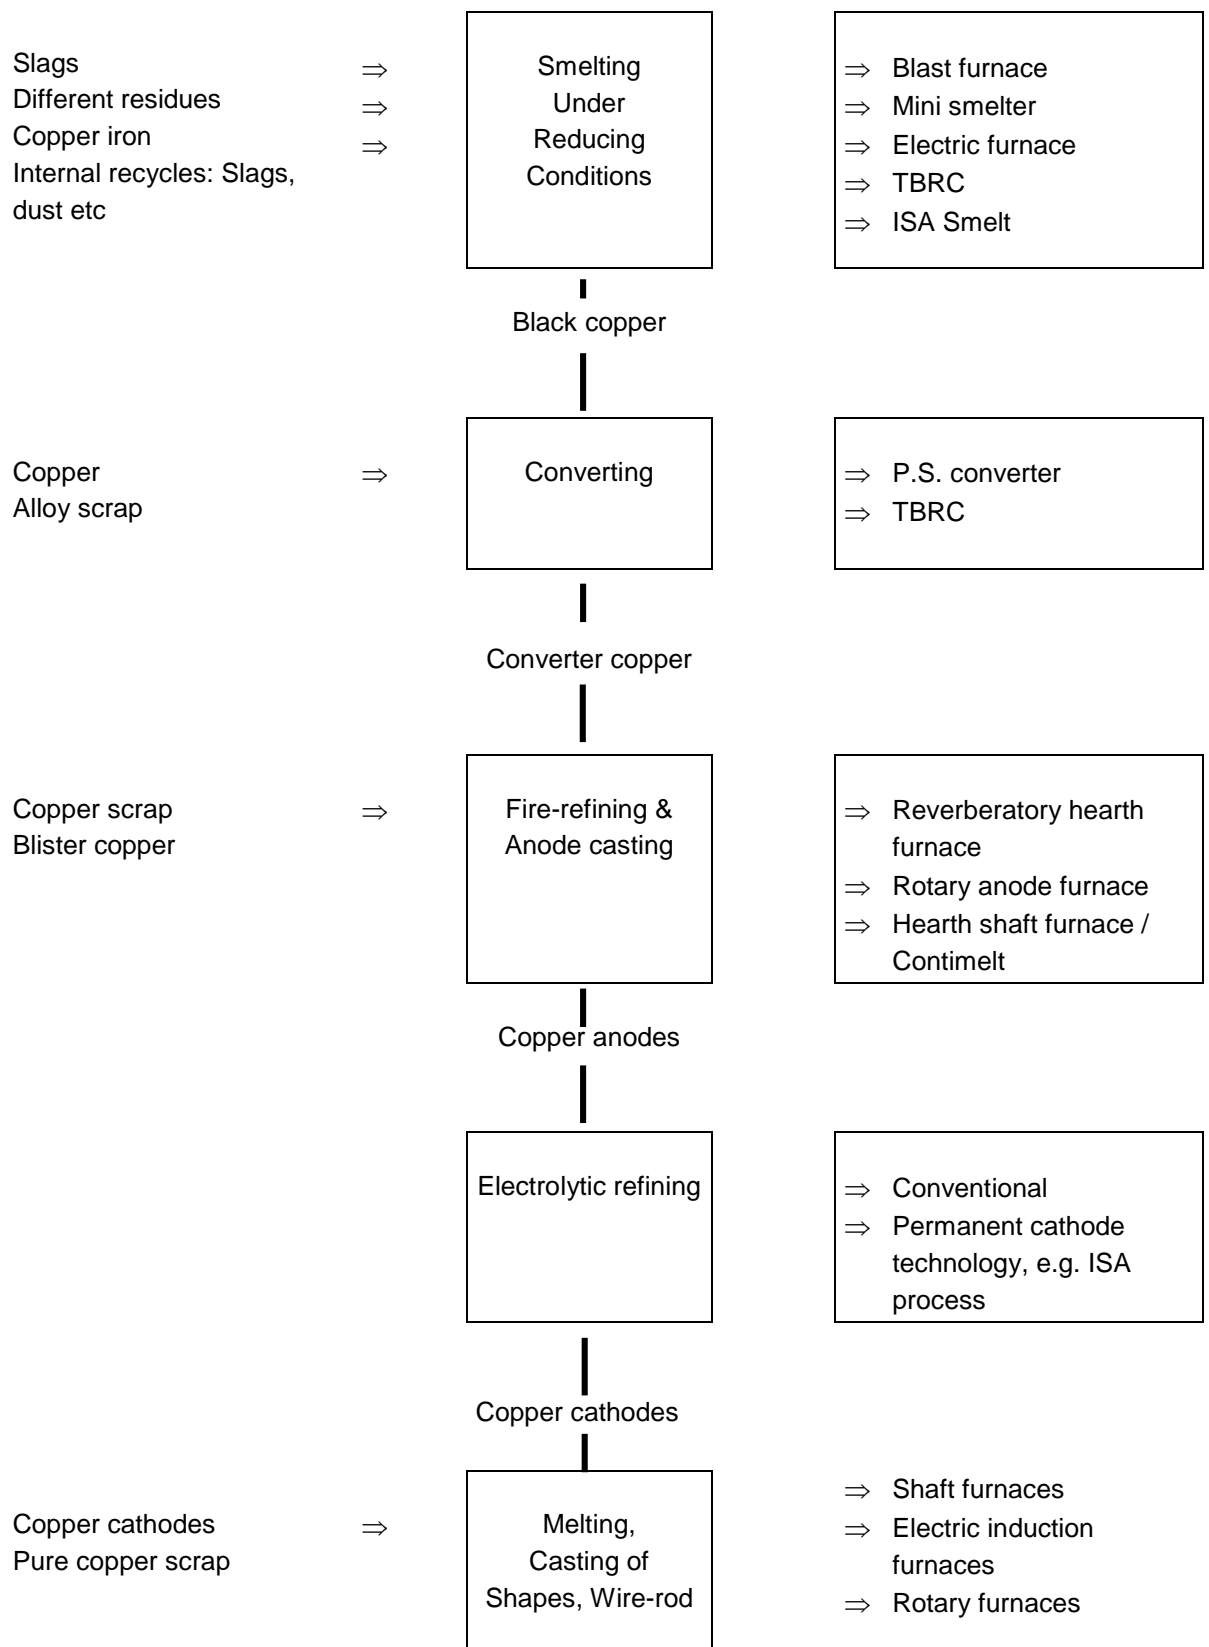 Slags ⇒
Different residues ⇒
Copper iron ⇒
Internal recycles: Slags,
dust etc
Smelting
Under
Reducing
Conditions
⇒ Blast furnace
⇒ Mini smelter
⇒ Electric furnace
⇒ TBRC
⇒ ISA Smelt
Black copper
Copper ⇒
Alloy scrap
Converting
⇒ P.S. converter
⇒ TBRC
Converter copper
Copper scrap ⇒
Blister copper
Fire-refining &
Anode casting
⇒ Reverberatory hearth
furnace
⇒ Rotary anode furnace
⇒ Hearth shaft furnace /
Contimelt
Copper anodes
Electrolytic refining
⇒ Conventional
⇒ Permanent cathode
technology, e.g. ISA
process
Copper cathodes
Copper cathodes ⇒
Pure copper scrap
Melting,
Casting of
Shapes, Wire-rod
⇒ Shaft furnaces
⇒ Electric induction
furnaces
⇒ Rotary furnaces